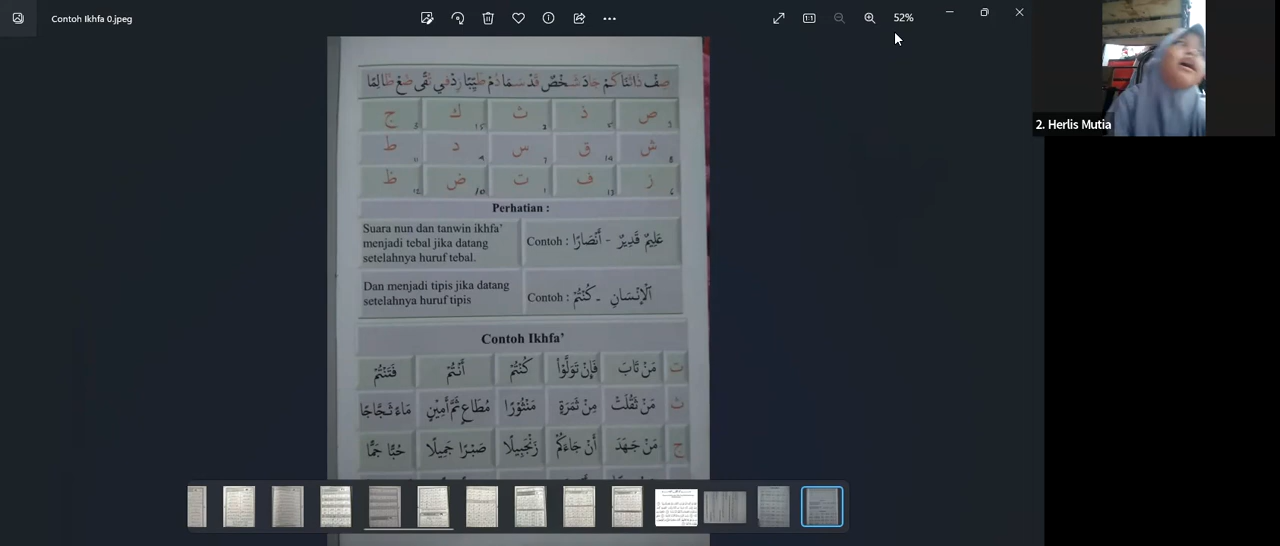 Contoh Ikhfa 0.jpeg
52%
2. Herlis Mutia
صِفْ ذَا ثَنَا كَمْ جَادَ شَخْصٌ قَدْ سَمَا دُمْ طَيِّبًا زِدْ فِي تُقًى ضَعْ ظَالِمًا
ص ذ ث ك ج
ش ق س د ط
ز ف ت ض ظ
Perhatian :
Suara nun dan tanwin ikhfa'
menjadi tebal jika datang
setelahnya huruf tebal.
Contoh : عَلِيمٌ قَدِيرٌ - أَنْصَارًا
Dan menjadi tipis jika datang
setelahnya huruf tipis
Contoh : ٱلْإِنْسَانِ - كُنْتُمْ
Contoh Ikhfa'
ت مَنْ تَابَ فَإِنْ تَوَلَّوْا كُنْتُمْ أَنْتُمْ فَتَنْتُمْ
ث مَنْ ثَقُلَتْ مِنْ ثَمَرَةٍ مَنْثُورًا مُطَاعٍ ثَمَّ أَمِينٍ مَاءً ثَجَّاجًا
ج مَنْ جَهَدَ أَنْ جَاءَكُمْ زَنْجَبِيلًا صَبْرًا جَمِيلًا حُبًّا جَمًّا